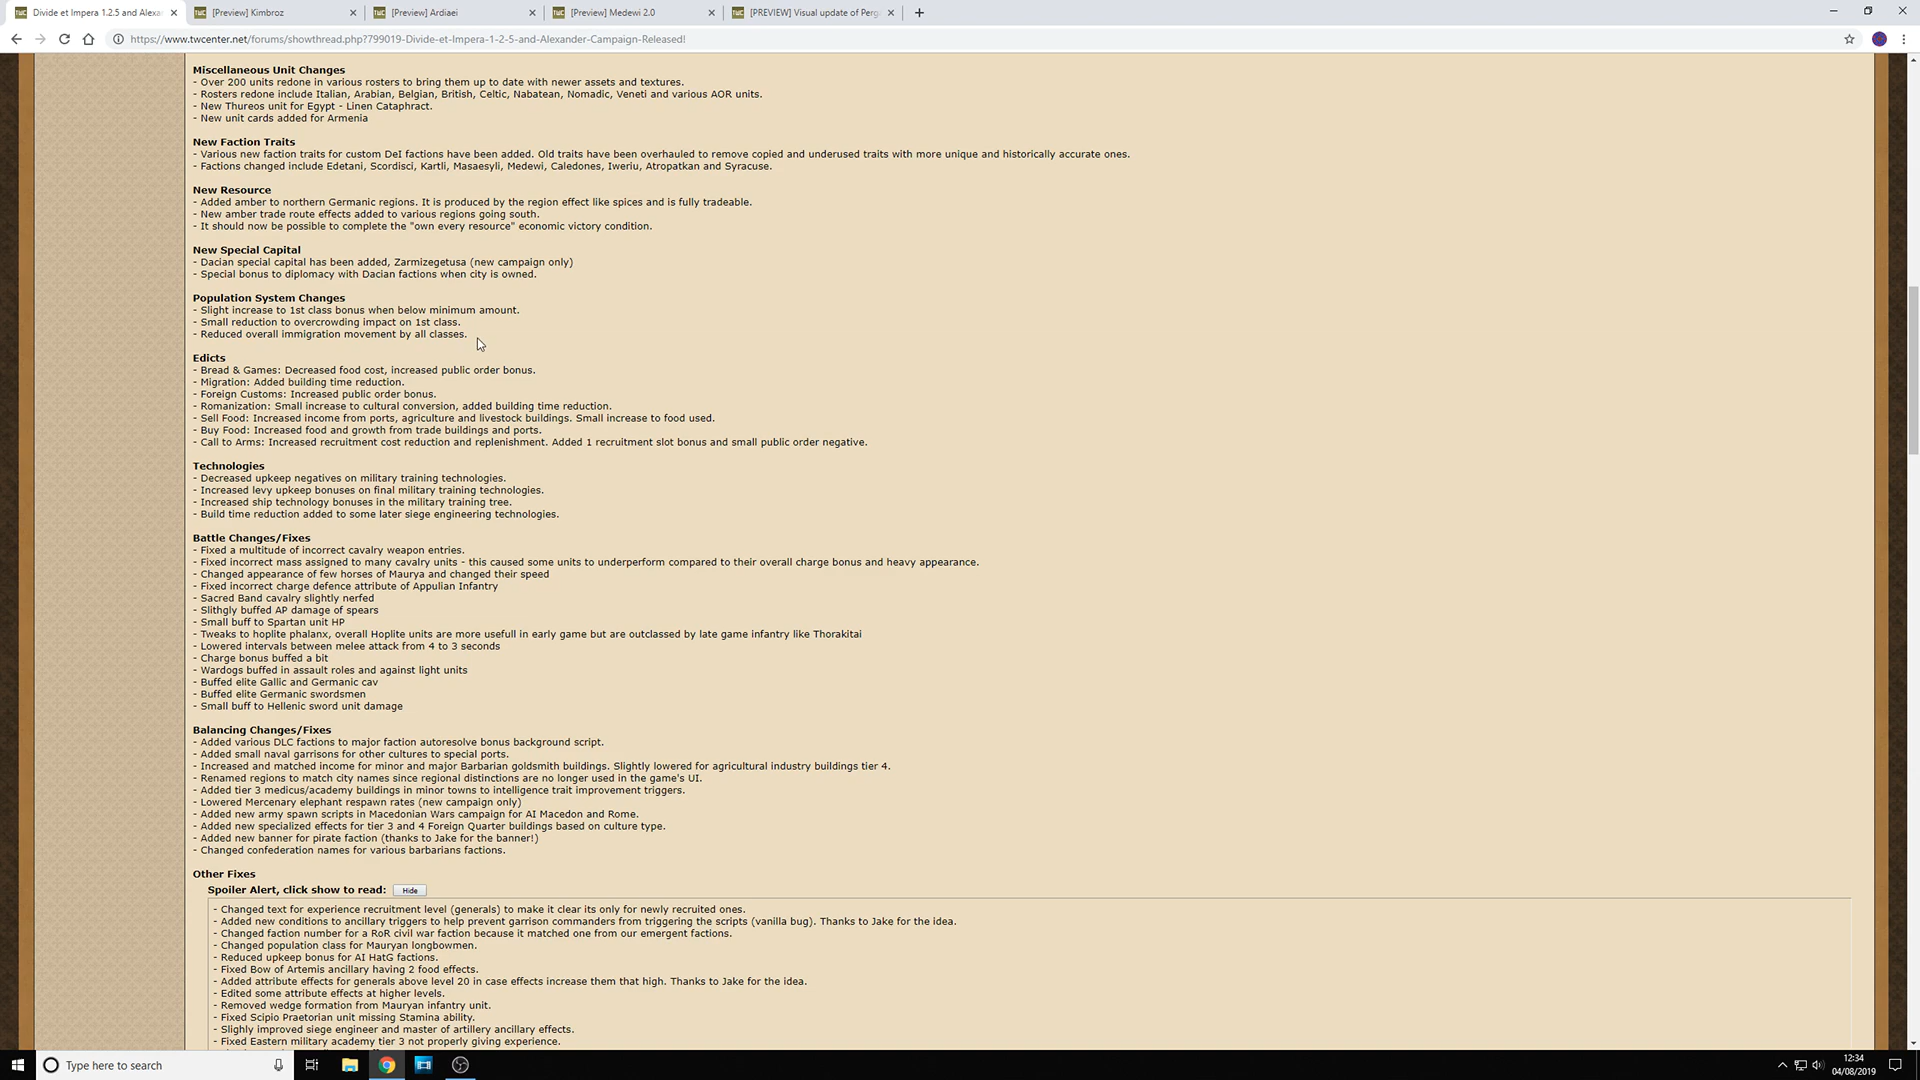 Divide et Impera 1.2.5 and Alexa
[Preview] Kimbroz
[Preview] Ardiaei
[Preview] Medewi 2.0
[PREVIEW] Visual update of Perg
https://www.twcenter.net/forums/showthread.php?799019-Divide-et-Impera-1-2-5-and-Alexander-Campaign-Released!
Miscellaneous Unit Changes
- Over 200 units redone in various rosters to bring them up to date with newer assets and textures.
- Rosters redone include Italian, Arabian, Belgian, British, Celtic, Nabatean, Nomadic, Veneti and various AOR units.
- New Thureos unit for Egypt - Linen Cataphract.
- New unit cards added for Armenia
New Faction Traits
- Various new faction traits for custom DeI factions have been added. Old traits have been overhauled to remove copied and underused traits with more unique and historically accurate ones.
- Factions changed include Edetani, Scordisci, Kartli, Masaesyli, Medewi, Caledones, Iweriu, Atropatkan and Syracuse.
New Resource
- Added amber to northern Germanic regions. It is produced by the region effect like spices and is fully tradeable.
- New amber trade route effects added to various regions going south.
- It should now be possible to complete the "own every resource" economic victory condition.
New Special Capital
- Dacian special capital has been added, Zarmizegetusa (new campaign only)
- Special bonus to diplomacy with Dacian factions when city is owned.
Population System Changes
- Slight increase to 1st class bonus when below minimum amount.
- Small reduction to overcrowding impact on 1st class.
- Reduced overall immigration movement by all classes.
Edicts
- Bread & Games: Decreased food cost, increased public order bonus.
- Migration: Added building time reduction.
- Foreign Customs: Increased public order bonus.
- Romanization: Small increase to cultural conversion, added building time reduction.
- Sell Food: Increased income from ports, agriculture and livestock buildings. Small increase to food used.
- Buy Food: Increased food and growth from trade buildings and ports.
- Call to Arms: Increased recruitment cost reduction and replenishment. Added 1 recruitment slot bonus and small public order negative.
Technologies
- Decreased upkeep negatives on military training technologies.
- Increased levy upkeep bonuses on final military training technologies.
- Increased ship technology bonuses in the military training tree.
- Build time reduction added to some later siege engineering technologies.
Battle Changes/Fixes
- Fixed a multitude of incorrect cavalry weapon entries.
- Fixed incorrect mass assigned to many cavalry units - this caused some units to underperform compared to their overall charge bonus and heavy appearance.
- Changed appearance of few horses of Maurya and changed their speed
- Fixed incorrect charge defence attribute of Appulian Infantry
- Sacred Band cavalry slightly nerfed
- Slithgly buffed AP damage of spears
- Small buff to Spartan unit HP
- Tweaks to hoplite phalanx, overall Hoplite units are more usefull in early game but are outclassed by late game infantry like Thorakitai
- Lowered intervals between melee attack from 4 to 3 seconds
- Charge bonus buffed a bit
- Wardogs buffed in assault roles and against light units
- Buffed elite Gallic and Germanic cav
- Buffed elite Germanic swordsmen
- Small buff to Hellenic sword unit damage
Balancing Changes/Fixes
- Added various DLC factions to major faction autoresolve bonus background script.
- Added small naval garrisons for other cultures to special ports.
- Increased and matched income for minor and major Barbarian goldsmith buildings. Slightly lowered for agricultural industry buildings tier 4.
- Renamed regions to match city names since regional distinctions are no longer used in the game's UI.
- Added tier 3 medicus/academy buildings in minor towns to intelligence trait improvement triggers.
- Lowered Mercenary elephant respawn rates (new campaign only)
- Added new army spawn scripts in Macedonian Wars campaign for AI Macedon and Rome.
- Added new specialized effects for tier 3 and 4 Foreign Quarter buildings based on culture type.
- Added new banner for pirate faction (thanks to Jake for the banner!)
- Changed confederation names for various barbarians factions.
Other Fixes
Spoiler Alert, click show to read: Hide
- Changed text for experience recruitment level (generals) to make it clear its only for newly recruited ones.
- Added new conditions to ancillary triggers to help prevent garrison commanders from triggering the scripts (vanilla bug). Thanks to Jake for the idea.
- Changed faction number for a RoR civil war faction because it matched one from our emergent factions.
- Changed population class for Mauryan longbowmen.
- Reduced upkeep bonus for AI HatG factions.
- Fixed Bow of Artemis ancillary having 2 food effects.
- Added attribute effects for generals above level 20 in case effects increase them that high. Thanks to Jake for the idea.
- Edited some attribute effects at higher levels.
- Removed wedge formation from Mauryan infantry unit.
- Fixed Scipio Praetorian unit missing Stamina ability.
- Slighly improved siege engineer and master of artillery ancillary effects.
- Fixed Eastern military academy tier 3 not properly giving experience.
Type here to search
12:34
04/08/2019